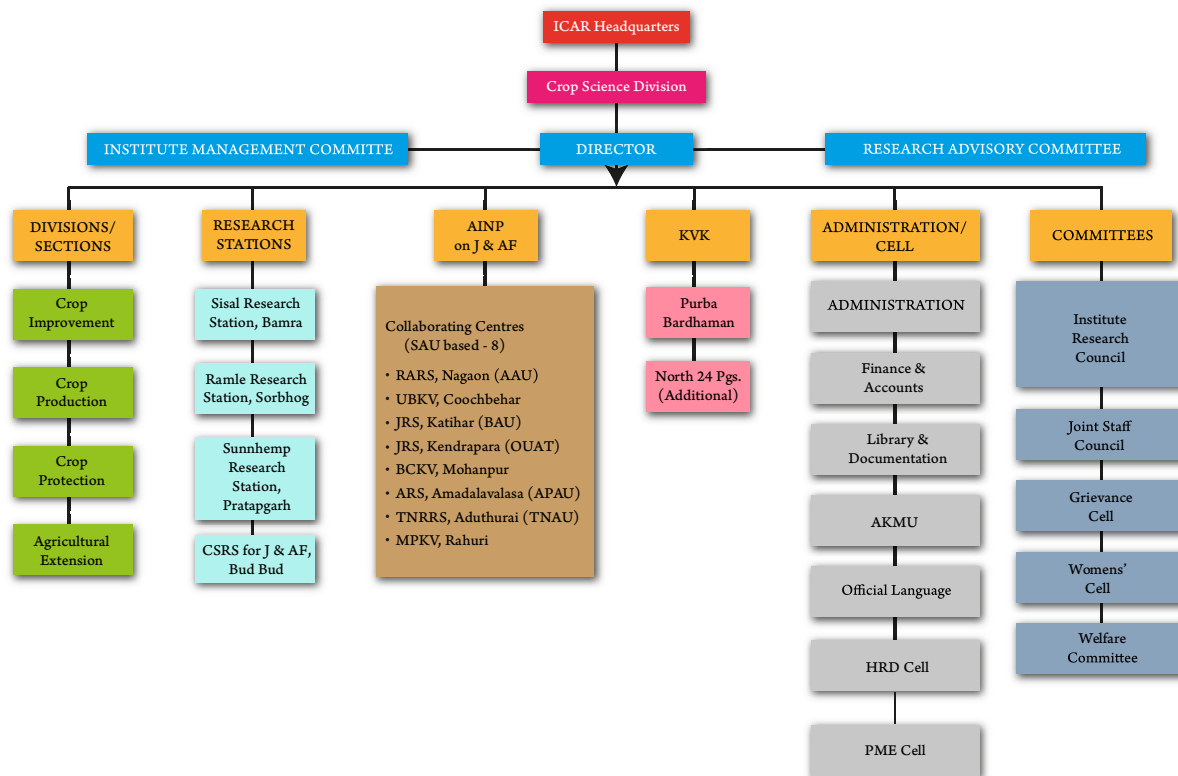 ICAR Headquarters
Crop Science Division
INSTITUTE MANAGEMENT COMMITTE
DIRECTOR
RESEARCH ADVISORY COMMITTEE
DIVISIONS/
SECTIONS
Crop
Improvement
Crop
Production
Crop
Protection
Agricultural
Extension
RESEARCH
STATIONS
Sisal Research
Station, Bamra
Ramle Research
Station, Sorbhog
Sunnhemp
Research
Station,
Pratapgarh
CSRS for J & AF,
Bud Bud
AINP
on J & AF
Collaborating Centres
(SAU based - 8)
• RARS, Nagaon (AAU)
• UBKV, Coochbehar
• JRS, Katihar (BAU)
• JRS, Kendrapara (OUAT)
• BCKV, Mohanpur
• ARS, Amadalavalasa (APAU)
• TNRRS, Aduthurai (TNAU)
• MPKV, Rahuri
KVK
Purba
Bardhaman
North 24 Pgs.
(Additional)
ADMINISTRATION/
CELL
ADMINISTRATION
Finance &
Accounts
Library &
Documentation
AKMU
Official Language
HRD Cell
PME Cell
COMMITTEES
Institute
Research
Council
Joint Staff
Council
Grievance
Cell
Womens'
Cell
Welfare
Committee